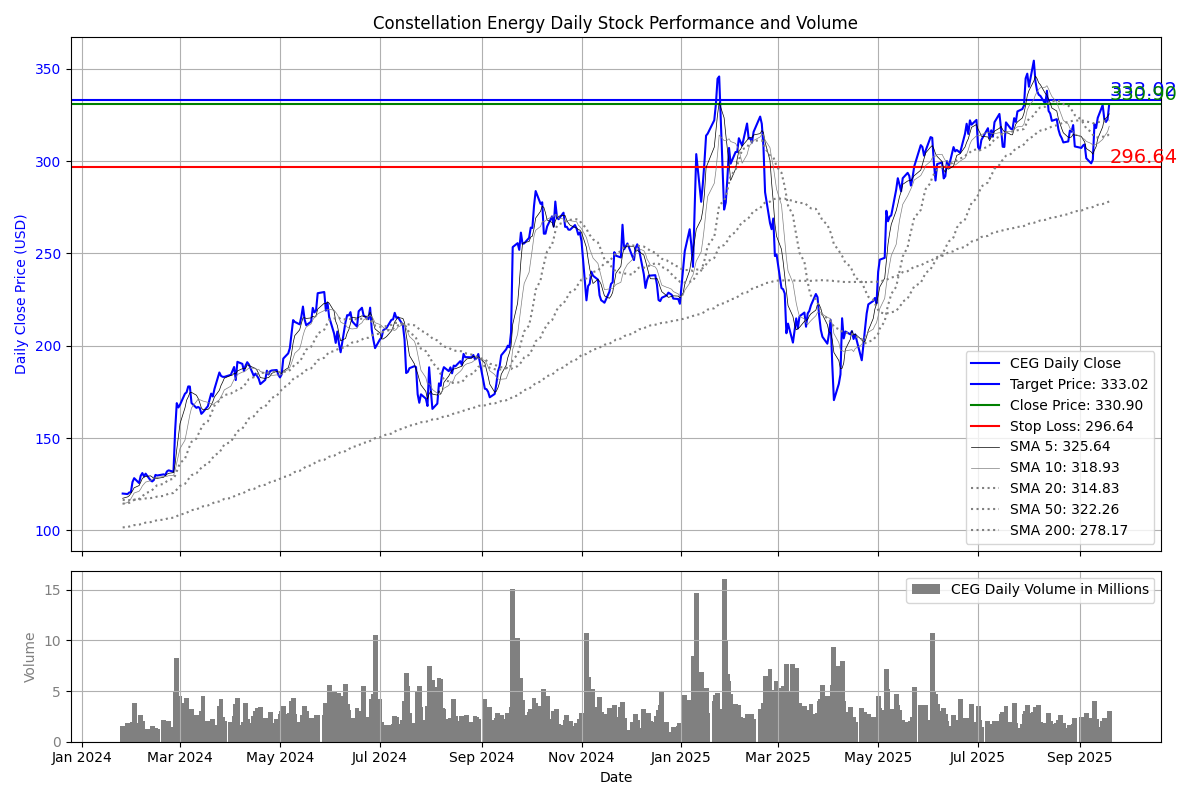 Constellation Energy Daily Stock Performance and Volume
Daily Close Price (USD)
350
300
250
200
150
100
333.02
330.90
296.64
CEG Daily Close
Target Price: 333.02
Close Price: 330.90
Stop Loss: 296.64
SMA 5: 325.64
SMA 10: 318.93
SMA 20: 314.83
SMA 50: 322.26
SMA 200: 278.17
Volume
15
10
5
0
CEG Daily Volume in Millions
Jan 2024 Mar 2024 May 2024 Jul 2024 Sep 2024 Nov 2024 Jan 2025 Mar 2025 May 2025 Jul 2025 Sep 2025
Date